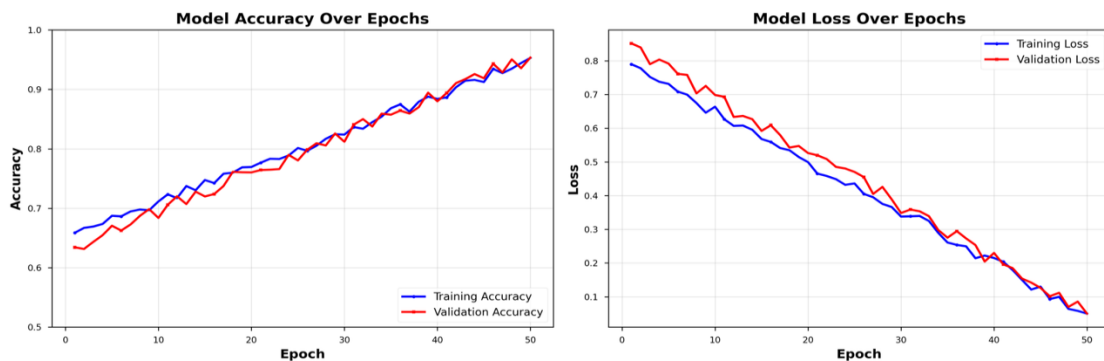 Model Accuracy Over Epochs
1.0
0.9
0.8
0.7
0.6
0.5
Accuracy
Training Accuracy
Validation Accuracy
0 10 20 30 40 50
Epoch
Model Loss Over Epochs
Training Loss
Validation Loss
0.8
0.7
0.6
0.5
0.4
0.3
0.2
0.1
Loss
0 10 20 30 40 50
Epoch